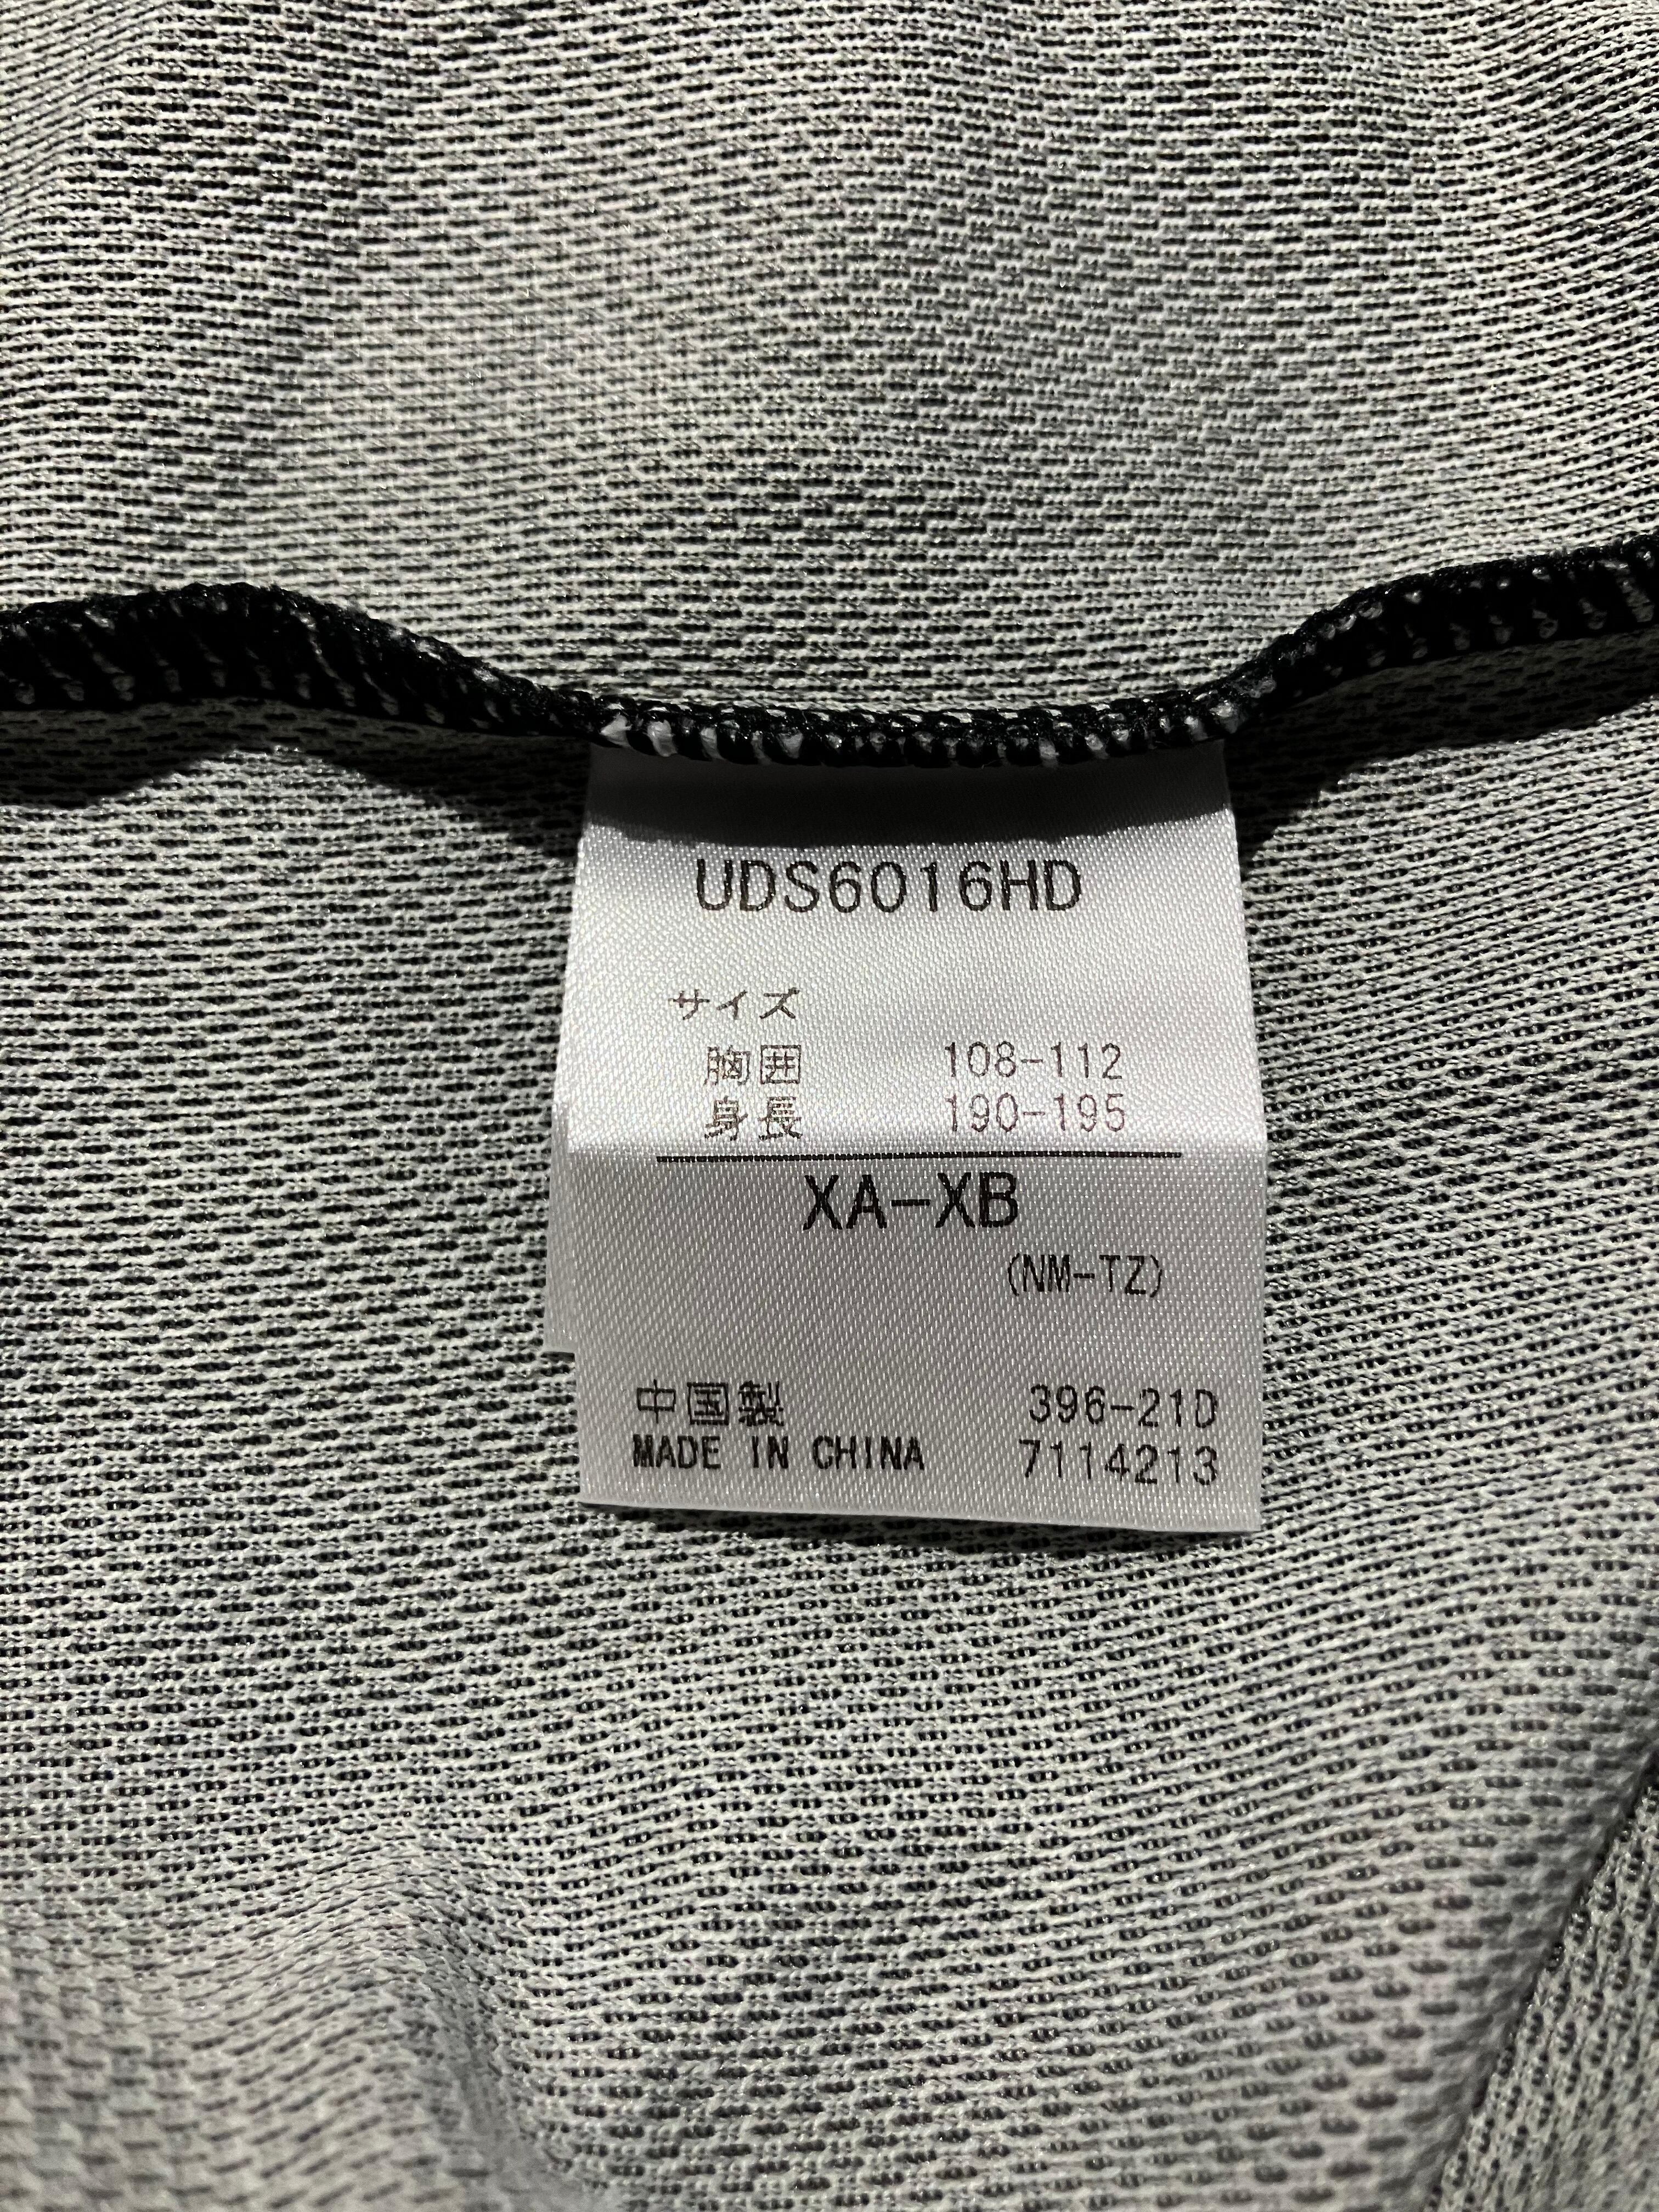 UDS6016HD
サイズ
胸囲 108-112
身長 190-195
XA-XB
(NM-TZ)
中国製 396-21D
MADE IN CHINA 7114213